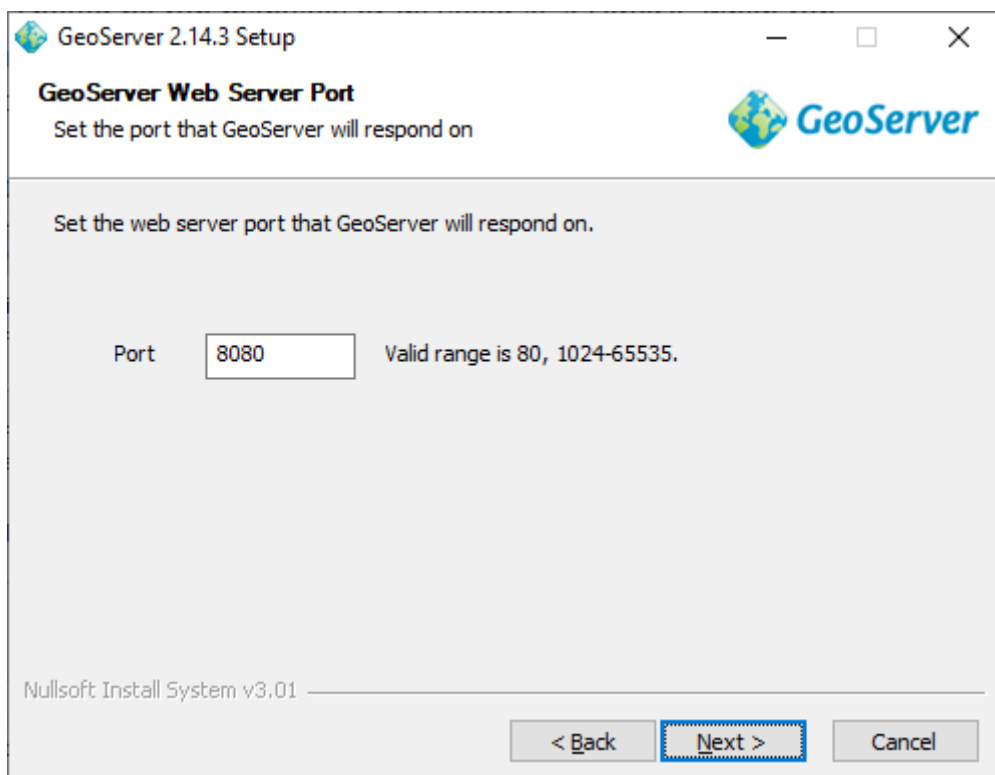 GeoServer 2.14.3 Setup
GeoServer Web Server Port
Set the port that GeoServer will respond on
GeoServer
Set the web server port that GeoServer will respond on.
Port 8080 Valid range is 80, 1024-65535.
Nullsoft Install System v3.01
< Back Next > Cancel